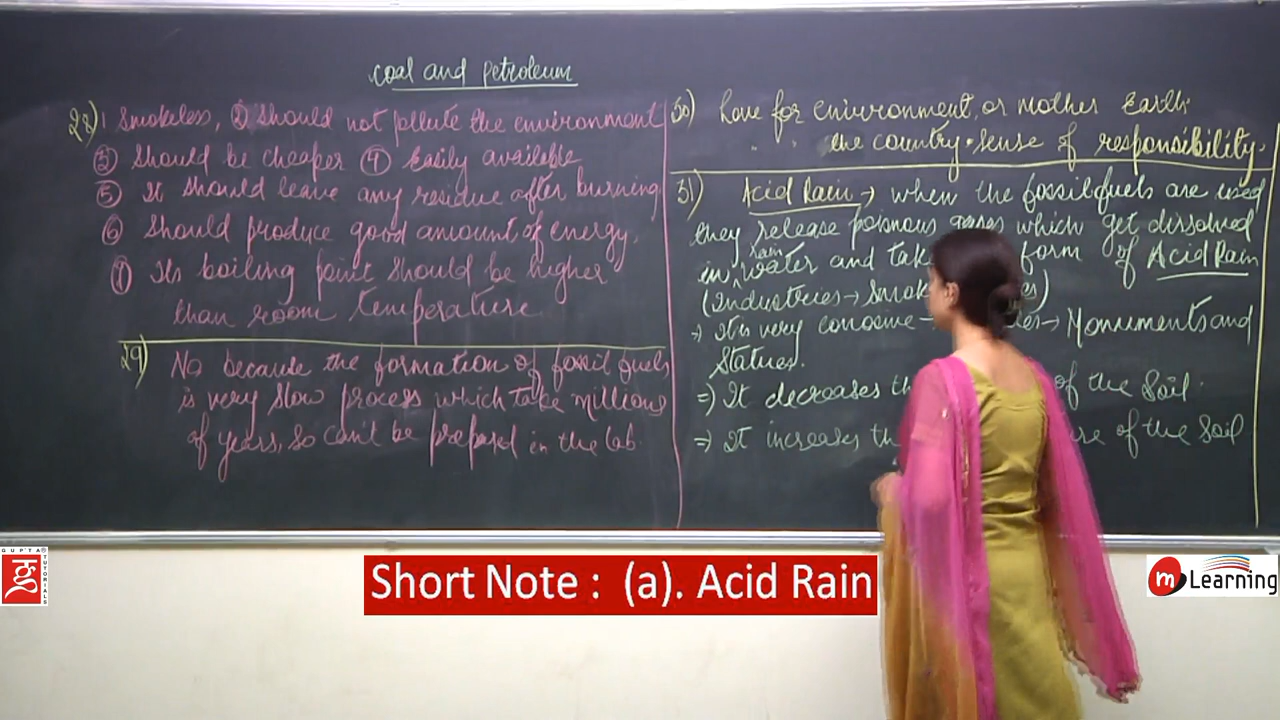 coal and petroleum
28) 1 Smokeless, ② Should not pollute the environment
③ Should be cheaper ④ Easily available
⑤ It should leave any residue after burning
⑥ Should produce good amount of energy.
⑦ Its boiling point should be higher
than room temperature
29) No because the formation of fossil fuels
is very slow process which take millions
of years, so can't be prepared in the lab.
30) Love for environment, or mother Earth.
" " the country. sense of responsibility.
31) Acid Rain → when the fossilfuels are used
they release poisnous gases which get dissolved
in rain water and tak form of Acid Rain
(Industries → Smok es)
⇒ It is very corrosive → → Monuments and
Statues.
⇒ It decreases th of the Soil.
⇒ It increases th re of the Soil
Short Note : (a). Acid Rain
GUPTA TUTORIALS
m Learning